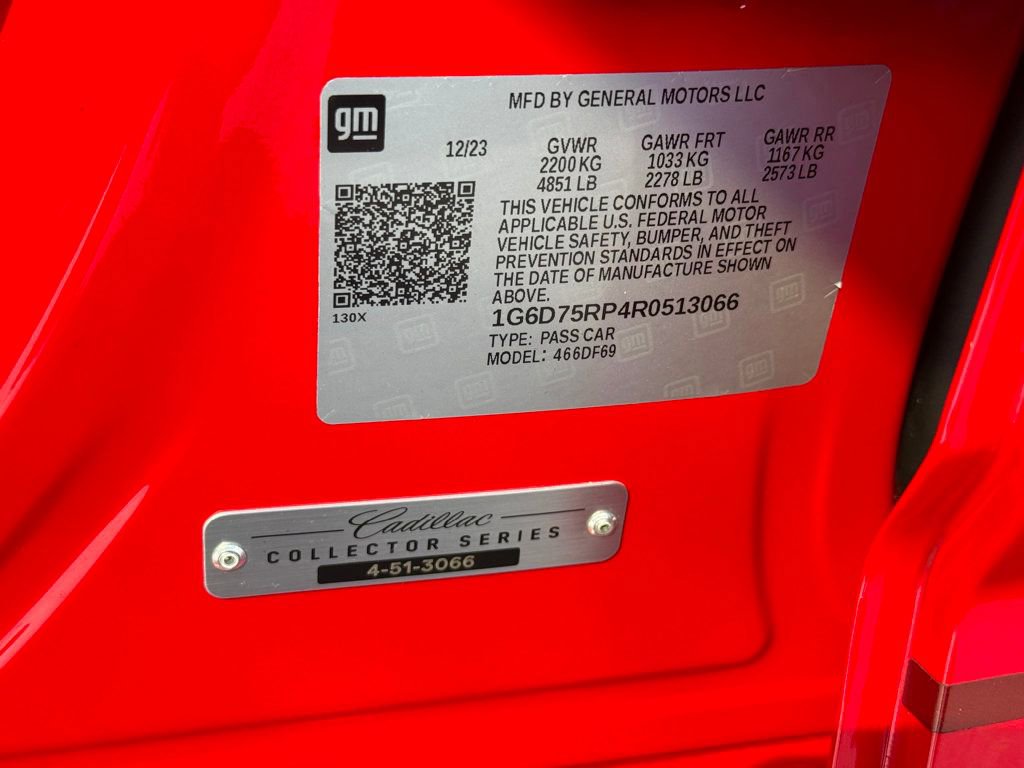 gm
MFD BY GENERAL MOTORS LLC
12/23 GVWR GAWR FRT GAWR RR
2200 KG 1033 KG 1167 KG
4851 LB 2278 LB 2573 LB
THIS VEHICLE CONFORMS TO ALL
APPLICABLE U.S. FEDERAL MOTOR
VEHICLE SAFETY, BUMPER, AND THEFT
PREVENTION STANDARDS IN EFFECT ON
THE DATE OF MANUFACTURE SHOWN
ABOVE.
130X
1G6D75RP4R0513066
TYPE: PASS CAR
MODEL: 466DF69
Cadillac
COLLECTOR SERIES
4-51-3066